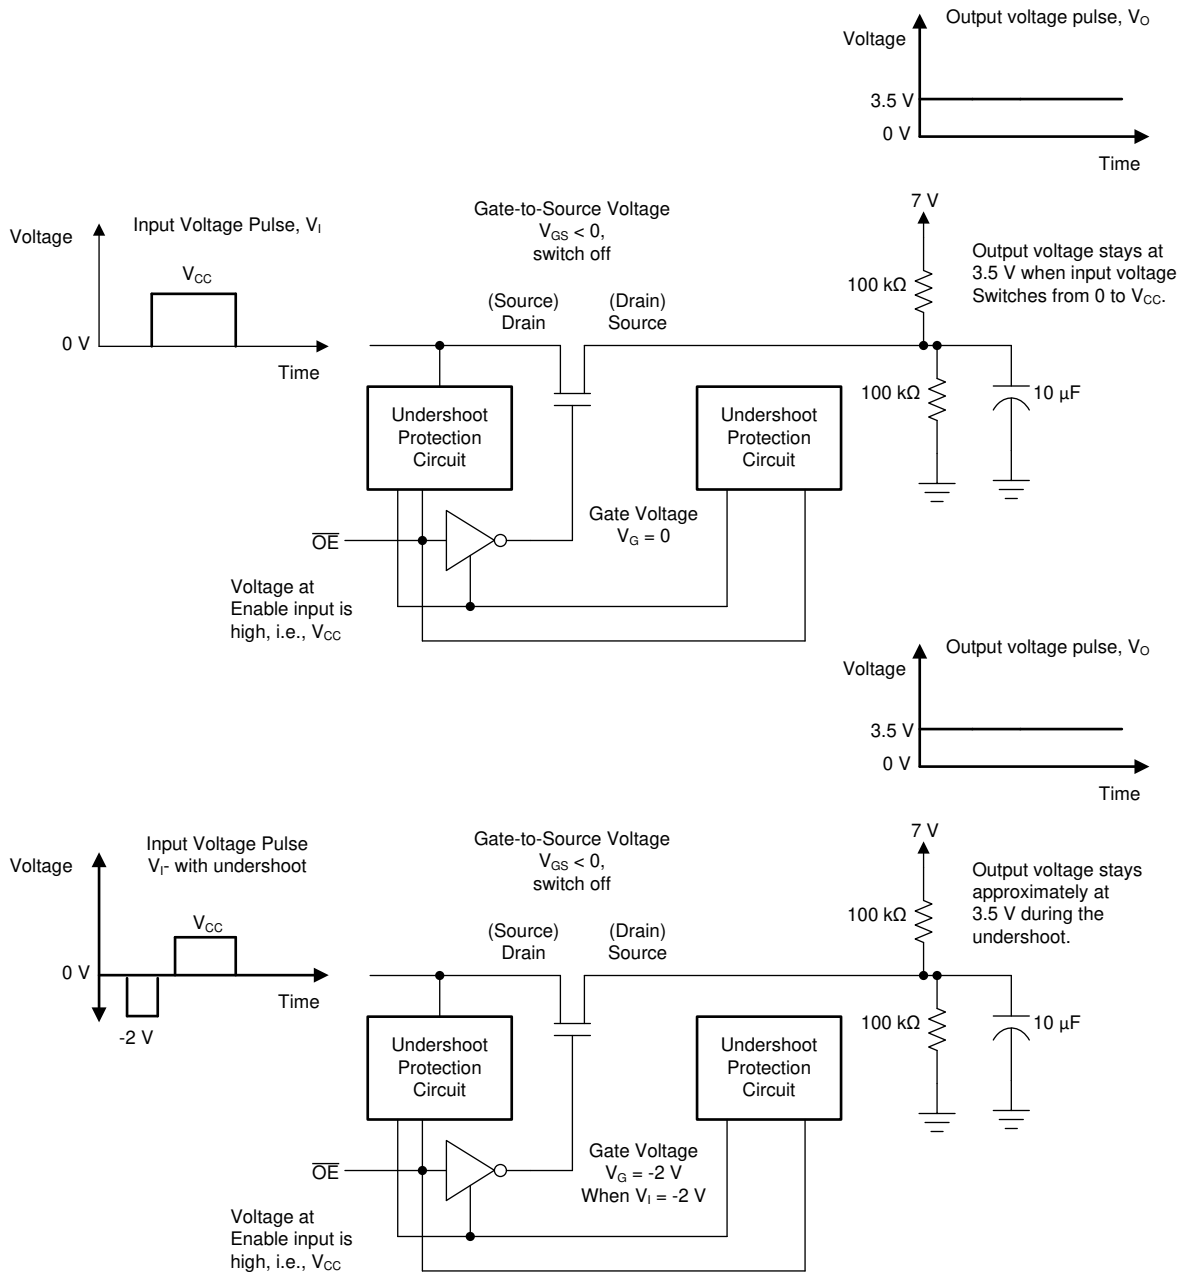 Output voltage pulse, VO
Voltage
3.5 V
0 V
Time
Input Voltage Pulse, VI
Voltage
VCC
0 V
Time
Gate-to-Source Voltage
VGS < 0,
switch off
(Source)
Drain
(Drain)
Source
7 V
100 kΩ
100 kΩ
10 µF
Output voltage stays at
3.5 V when input voltage
Switches from 0 to VCC.
Undershoot
Protection
Circuit
Undershoot
Protection
Circuit
Gate Voltage
VG = 0
OE
Voltage at
Enable input is
high, i.e., VCC
Output voltage pulse, VO
Voltage
3.5 V
0 V
Time
Input Voltage Pulse
VI- with undershoot
Voltage
VCC
0 V
Time
-2 V
Gate-to-Source Voltage
VGS < 0,
switch off
(Source)
Drain
(Drain)
Source
7 V
100 kΩ
100 kΩ
10 µF
Output voltage stays
approximately at
3.5 V during the
undershoot.
Undershoot
Protection
Circuit
Undershoot
Protection
Circuit
Gate Voltage
VG = -2 V
When VI = -2 V
OE
Voltage at
Enable input is
high, i.e., VCC